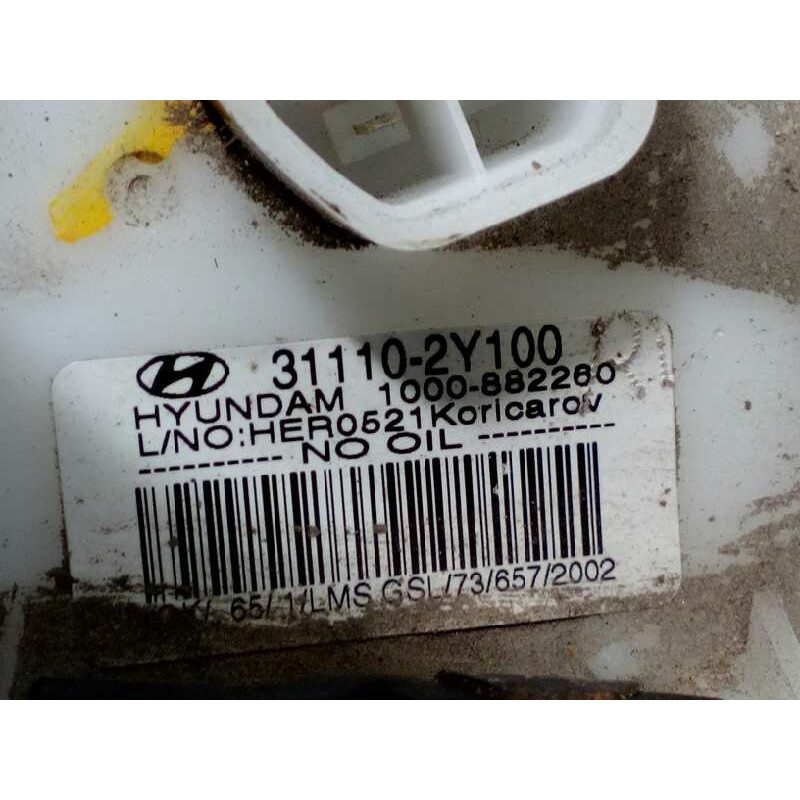 31110-2Y100
HYUNDAM 1000-882260
L/NO:HER0521Koricarov
---------- NO OIL ----------
65/ 1/LMS GSL/73/657/2002